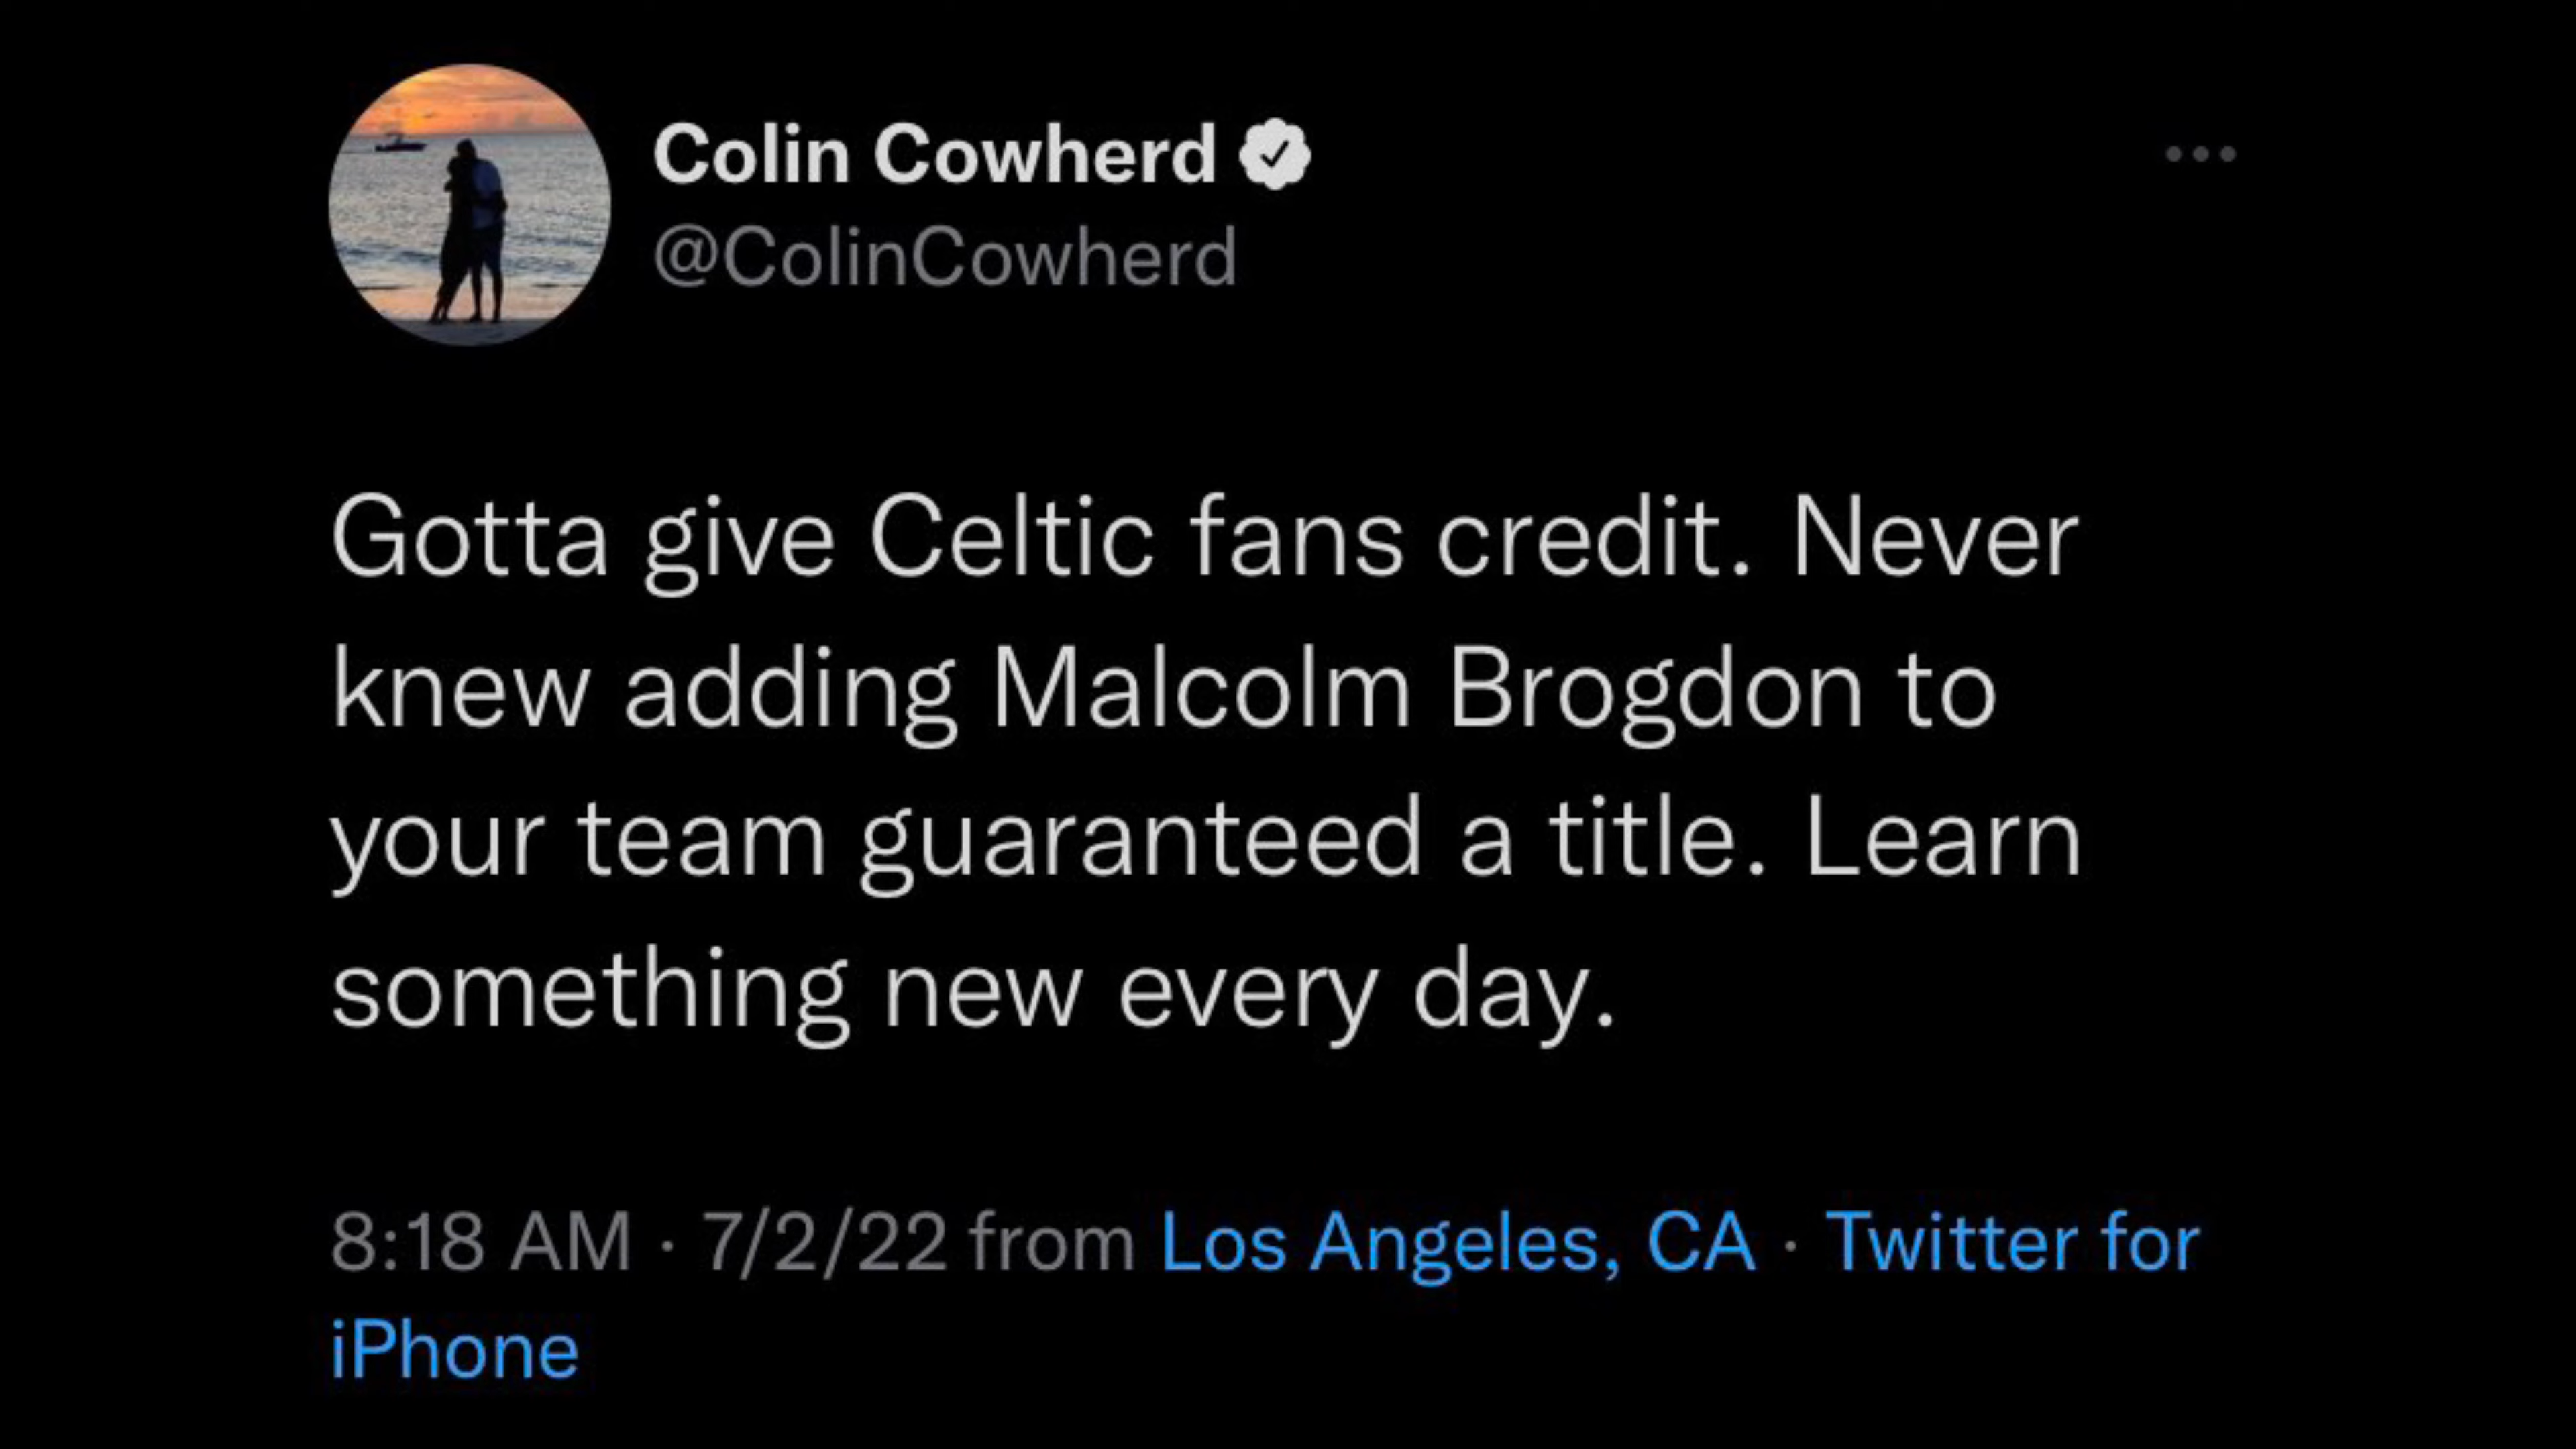 Colin Cowherd
@ColinCowherd
Gotta give Celtic fans credit. Never
knew adding Malcolm Brogdon to
your team guaranteed a title. Learn
something new every day.
8:18 AM · 7/2/22 from Los Angeles, CA · Twitter for
iPhone